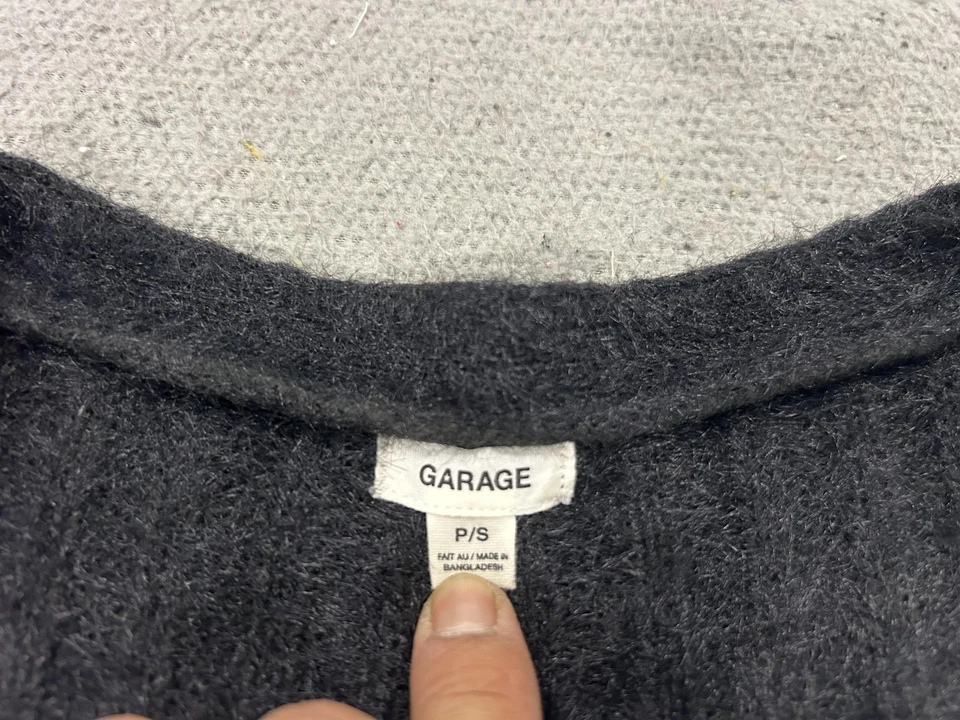 GARAGE
P/S
FAIT AU / MADE IN
BANGLADESH